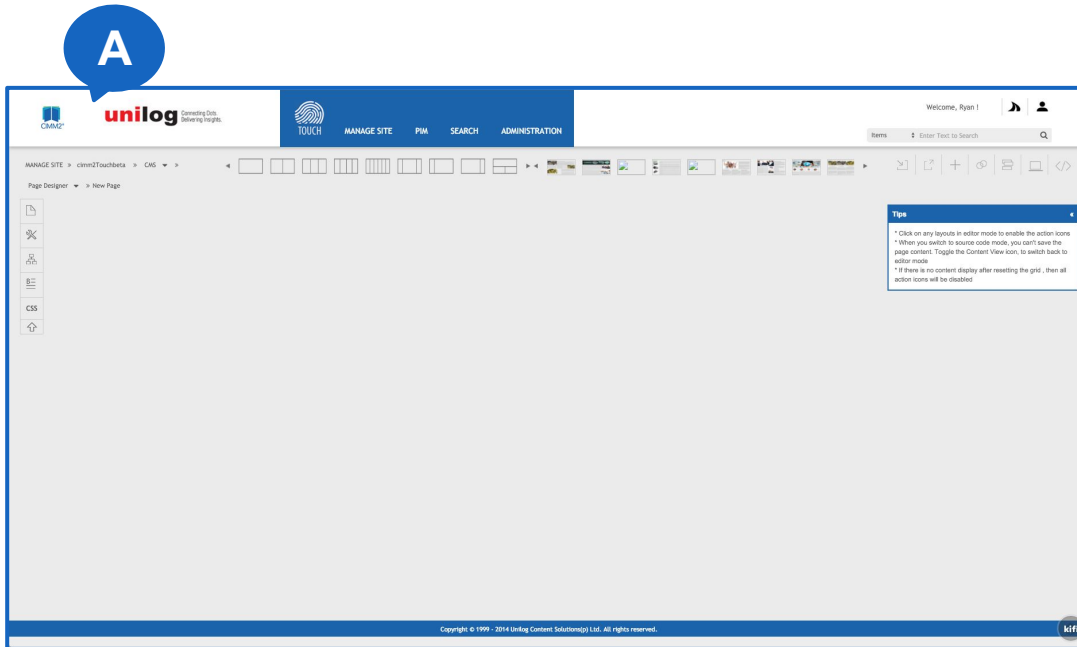 A
CIMM2
unilog Connecting Dots. Delivering Insights.
TOUCH MANAGE SITE PIM SEARCH ADMINISTRATION
Welcome, Ryan !
Items Enter Text to Search
MANAGE SITE » cimm2Touchbeta » CMS »
Page Designer » New Page
CSS
Tips «
* Click on any layouts in editor mode to enable the action icons
* When you switch to source code mode, you can't save the
page content. Toggle the Content View icon, to switch back to
editor mode
* If there is no content display after resetting the grid , then all
action icons will be disabled
Copyright © 1999 - 2014 Unilog Content Solutions(p) Ltd. All rights reserved.
kifi